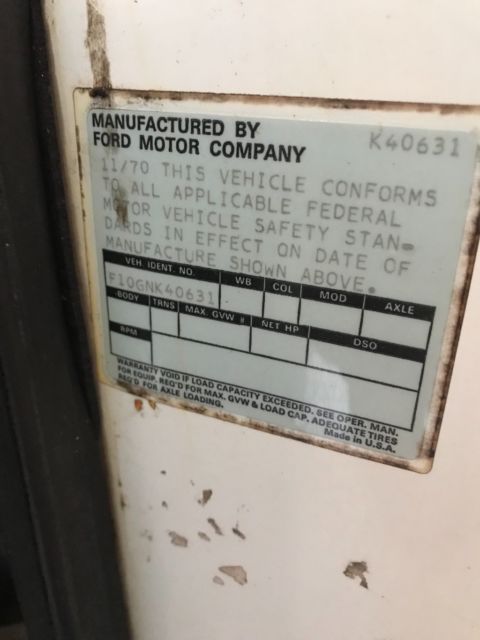 MANUFACTURED BY
FORD MOTOR COMPANY
K40631
11/70 THIS VEHICLE CONFORMS
TO ALL APPLICABLE FEDERAL
MOTOR VEHICLE SAFETY STAN-
DARDS IN EFFECT ON DATE OF
MANUFACTURE SHOWN ABOVE.
VEH. IDENT. NO. WB COL MOD AXLE
F10GNK40631
BODY TRNS MAX. GVW # NET HP DSO
RPM
WARRANTY VOID IF LOAD CAPACITY EXCEEDED. SEE OPER. MAN.
FOR EQUIP. REQ'D FOR MAX. GVW & LOAD CAP. ADEQUATE TIRES
REQ'D FOR AXLE LOADING.
Made in U.S.A.